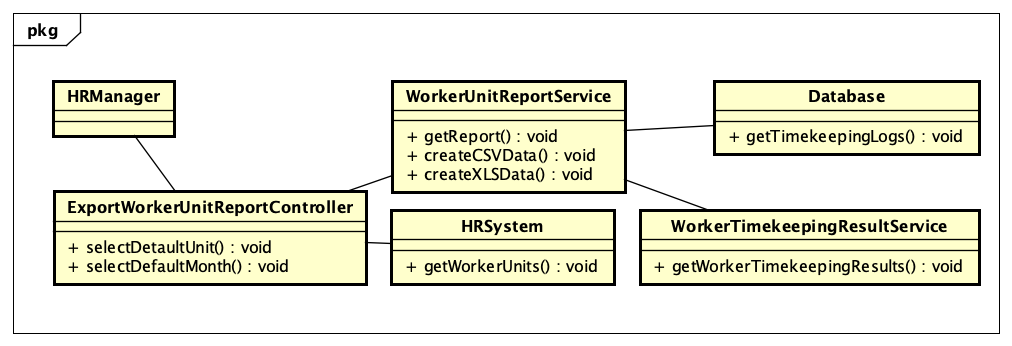 pkg
HRManager
WorkerUnitReportService
+ getReport() : void
+ createCSVData() : void
+ createXLSData() : void
Database
+ getTimekeepingLogs() : void
ExportWorkerUnitReportController
+ selectDetaultUnit() : void
+ selectDefaultMonth() : void
HRSystem
+ getWorkerUnits() : void
WorkerTimekeepingResultService
+ getWorkerTimekeepingResults() : void